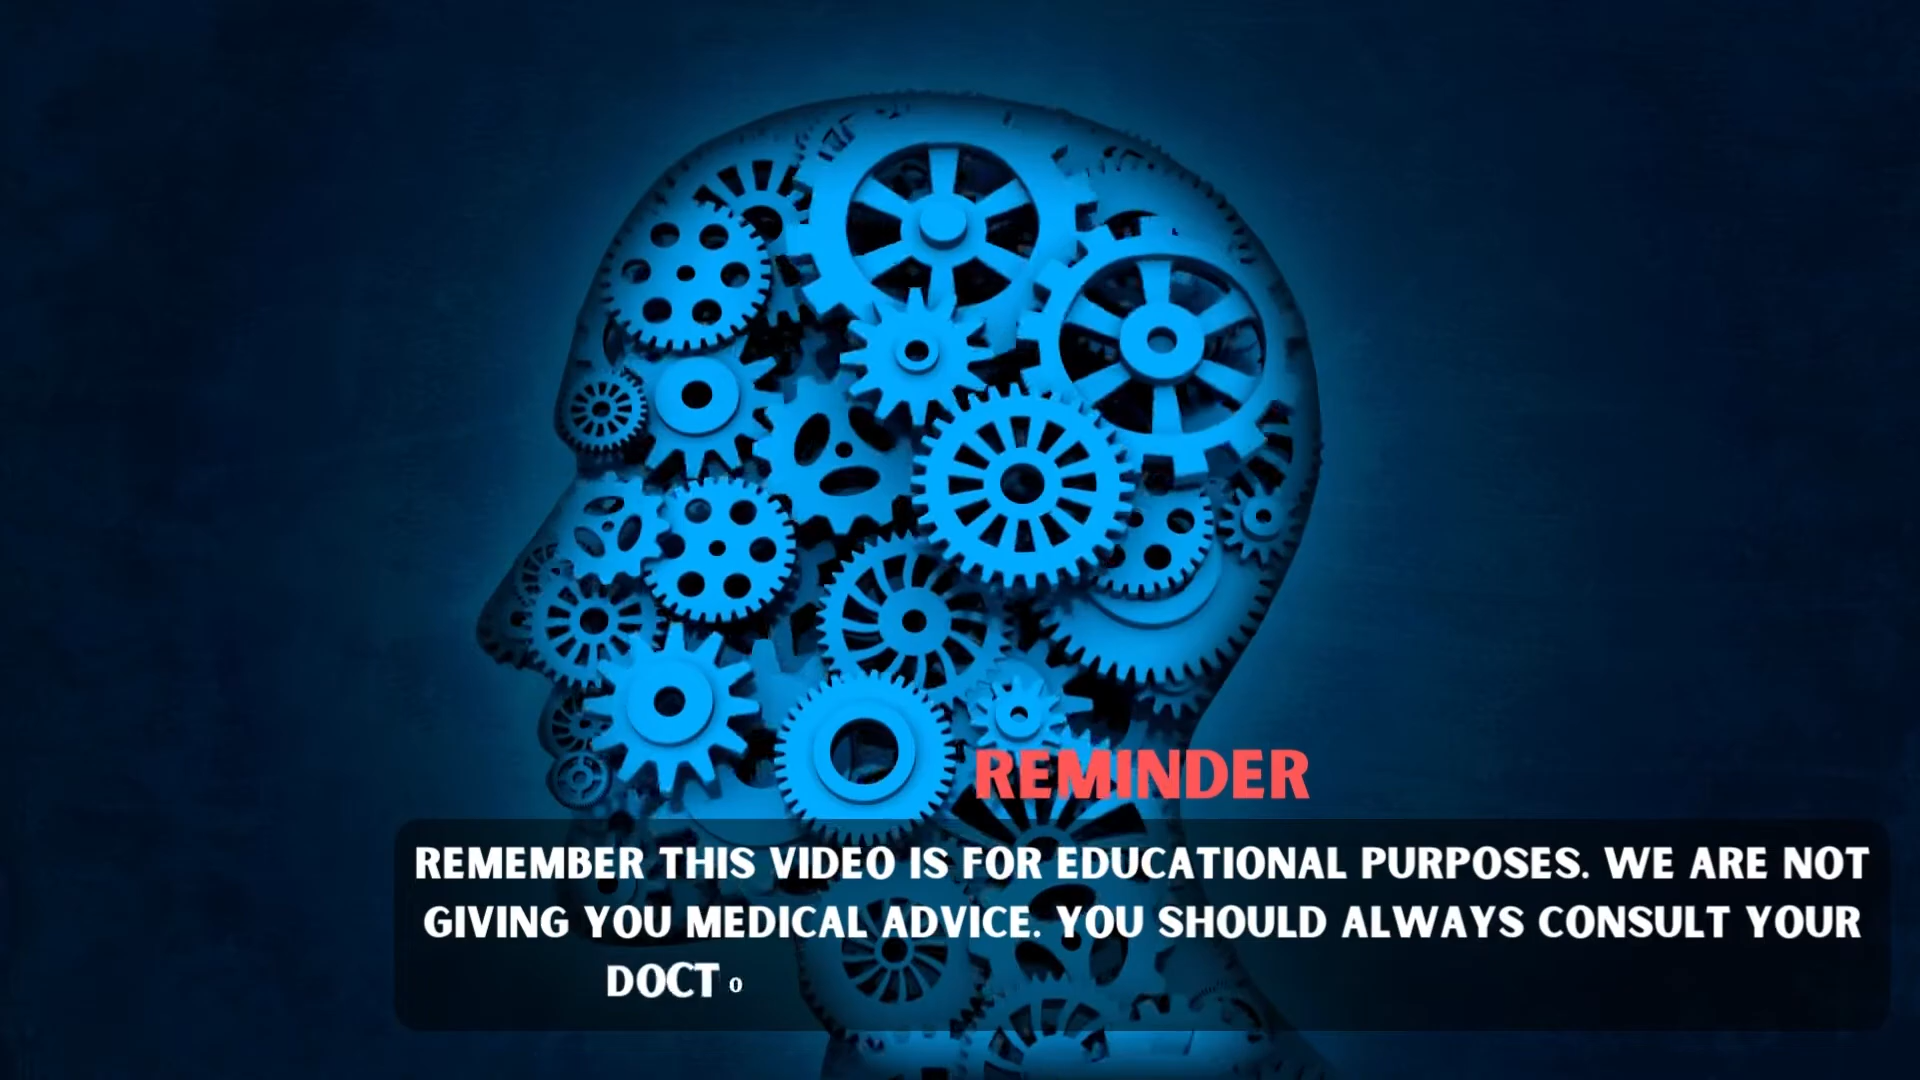 REMINDER
REMEMBER THIS VIDEO IS FOR EDUCATIONAL PURPOSES. WE ARE NOT
GIVING YOU MEDICAL ADVICE. YOU SHOULD ALWAYS CONSULT YOUR
DOCTO